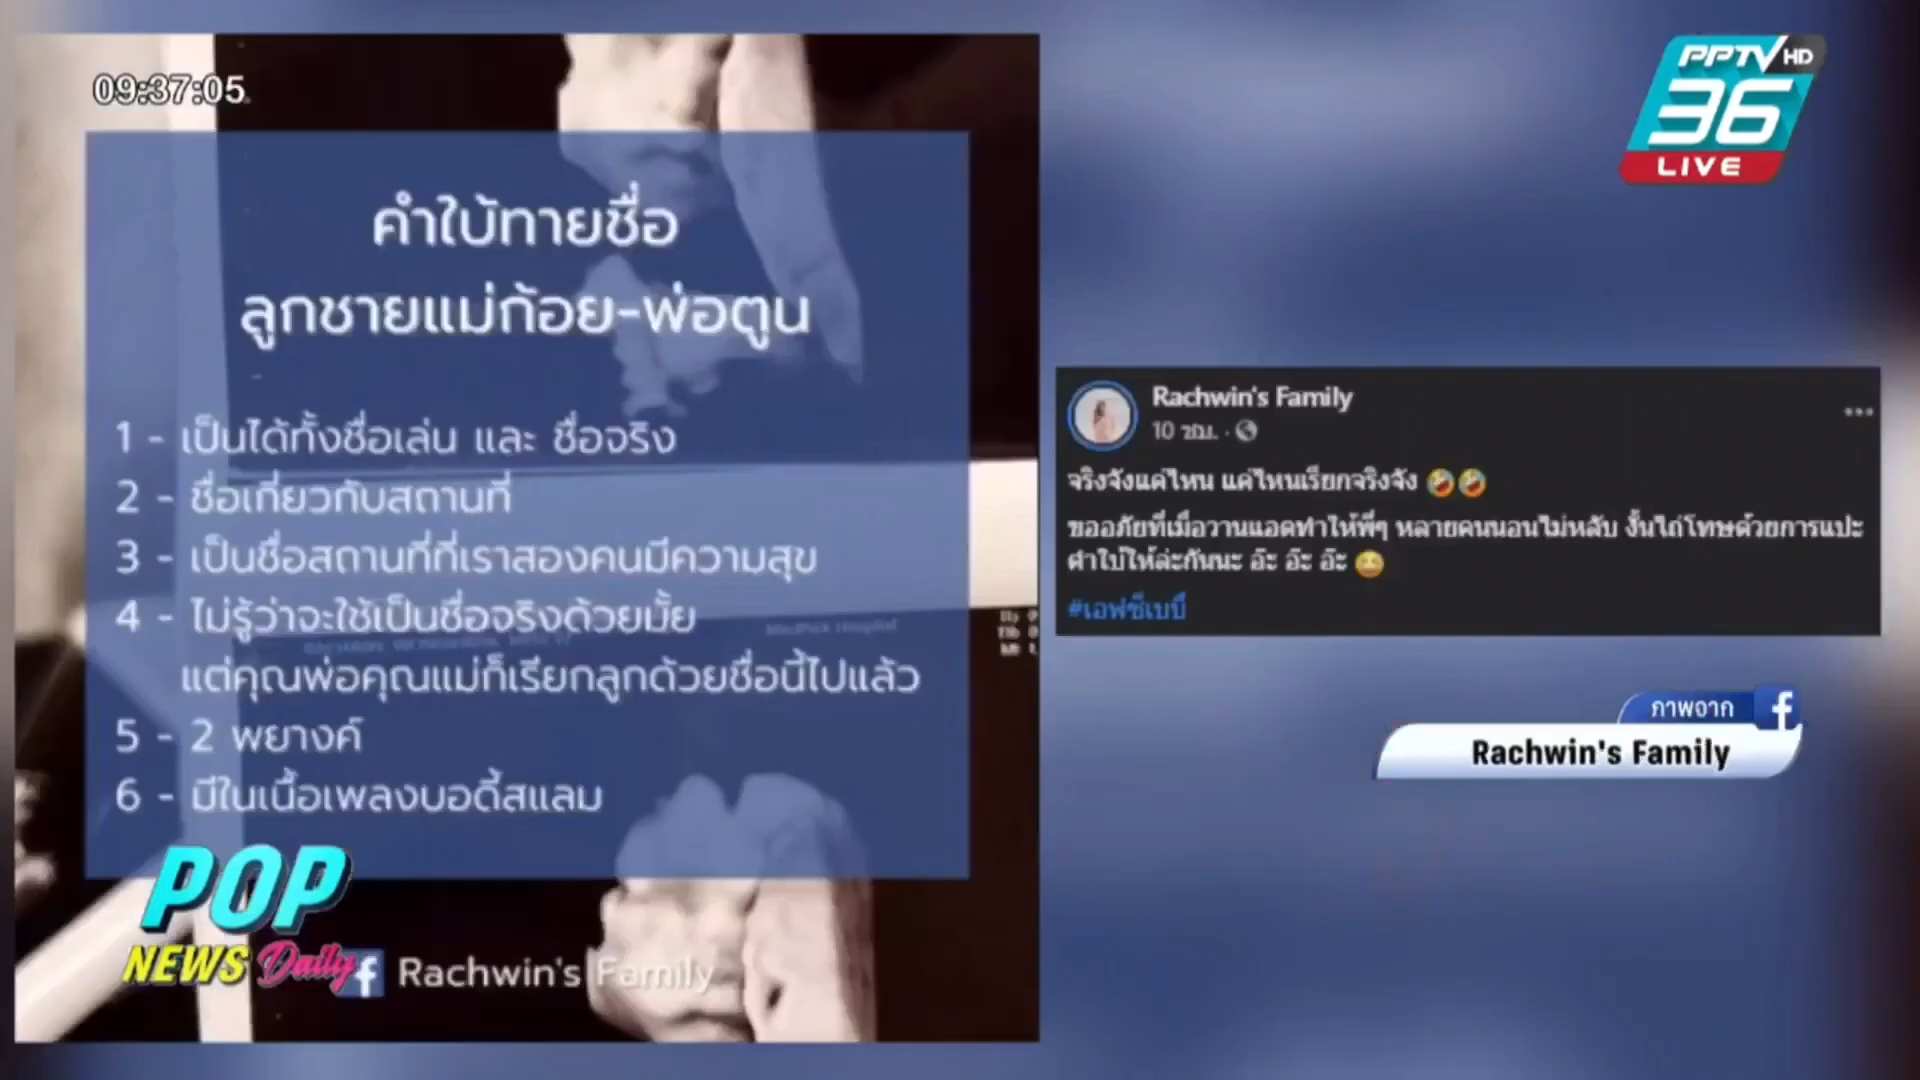 09:37:05
PPTV HD
36
LIVE
คำใบ้ทายชื่อ
ลูกชายแม่ก้อย-พ่อตูน
1 - เป็นได้ทั้งชื่อเล่น และ ชื่อจริง
2 - ชื่อเกี่ยวกับสถานที่
3 - เป็นชื่อสถานที่ที่เราสองคนมีความสุข
4 - ไม่รู้ว่าจะใช้เป็นชื่อจริงด้วยมั้ย
แต่คุณพ่อคุณแม่ก็เรียกลูกด้วยชื่อนี้ไปแล้ว
5 - 2 พยางค์
6 - มีในเนื้อเพลงบอดี้สแลม
POP
NEWS Daily
Rachwin's Family
Rachwin's Family
10 ชม.
จริงจังแค่ไหน แค่ไหนเรียกจริงจัง 🤣🤣
ขออภัยที่เมื่อวานแอดทำให้พี่ๆ หลายคนนอนไม่หลับ งั้นไถ่โทษด้วยการแปะ
คำใบ้ให้ล่ะกันนะ อ๊ะ อ๊ะ อ๊ะ 😆
#เอฟซีเบบี๋
ภาพจาก
Rachwin's Family